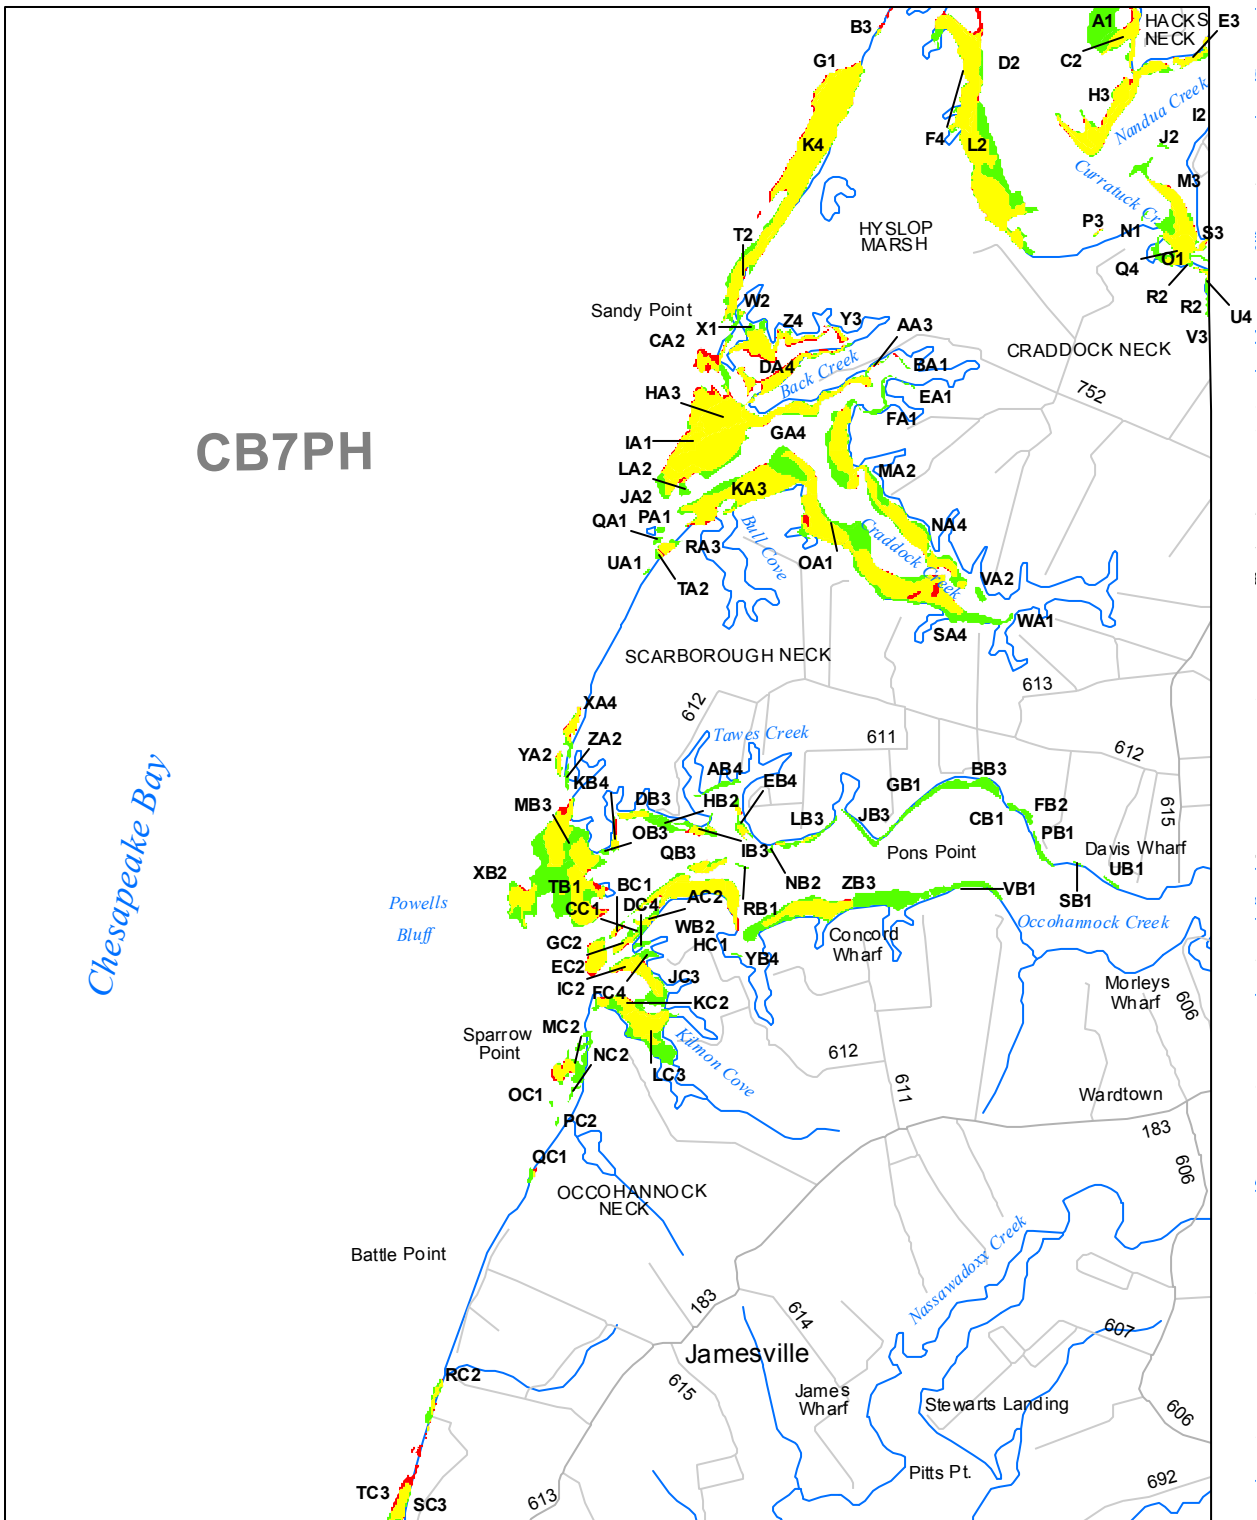 B3
A1
HACKS
NECK
E3
G1
C2
D2
H3
Nandua Creek
I2
K4
F4
L2
J2
Curratuck Cr
M3
HYSLOP
MARSH
P3
N1
S3
T2
Q4
O1
R2
R2
U4
V3
Sandy Point
W2
X1
Z4
Y3
AA3
CA2
CRADDOCK NECK
DA4
Back Creek
BA1
752
HA3
EA1
FA1
CB7PH
IA1
GA4
LA2
MA2
KA3
JA2
PA1
QA1
NA4
Bull Cove
RA3
OA1
Craddock Creek
UA1
TA2
VA2
WA1
SA4
SCARBOROUGH NECK
613
612
XA4
Tawes Creek
611
612
YA2
ZA2
KB4
AB4
EB4
BB3
GB1
DB3
HB2
MB3
615
FB2
LB3
JB3
CB1
OB3
PB1
Davis Wharf
Chesapeake Bay
QB3
IB3
Pons Point
XB2
TB1
BC1
NB2
ZB3
VB1
SB1
UB1
Powells
Bluff
CC1
DC4
AC2
RB1
Occohannock Creek
WB2
HC1
Concord
Wharf
GC2
EC2
YB4
IC2
FC4
JC3
KC2
Morleys
Wharf
606
Sparrow
Point
MC2
NC2
Kilmon Cove
612
LC3
611
OC1
Wardtown
PC2
183
QC1
606
OCCOHANNOCK
NECK
Battle Point
Nassawadoxx Creek
183
614
607
Jamesville
RC2
615
James
Wharf
Stewarts Landing
606
Pitts Pt.
692
TC3
SC3
613